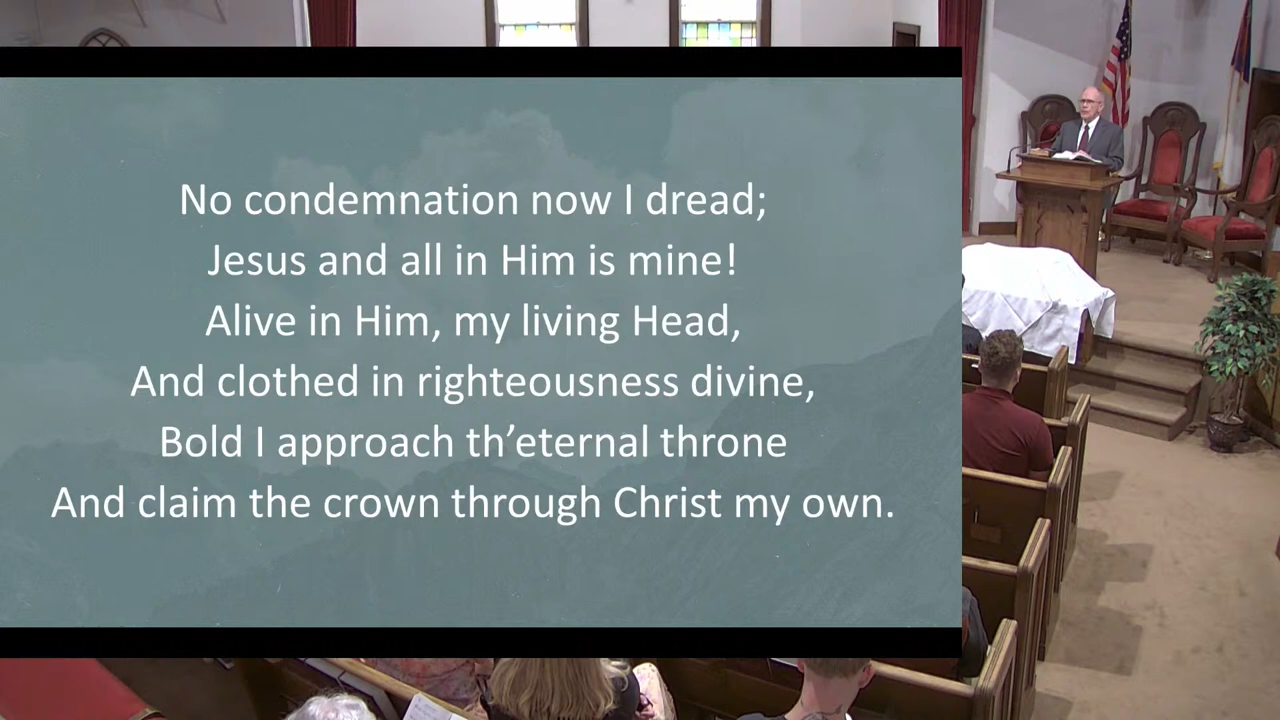 No condemnation now I dread;
Jesus and all in Him is mine!
Alive in Him, my living Head,
And clothed in righteousness divine,
Bold I approach th’eternal throne
And claim the crown through Christ my own.